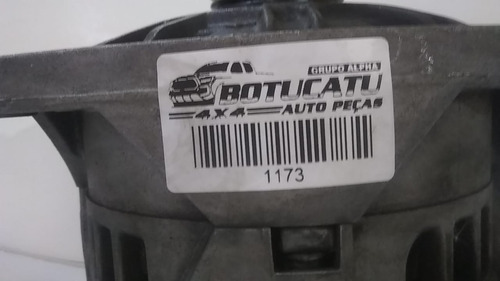 GRUPO ALPHA
BOTUCATU
4X4 AUTO PEÇAS
1173